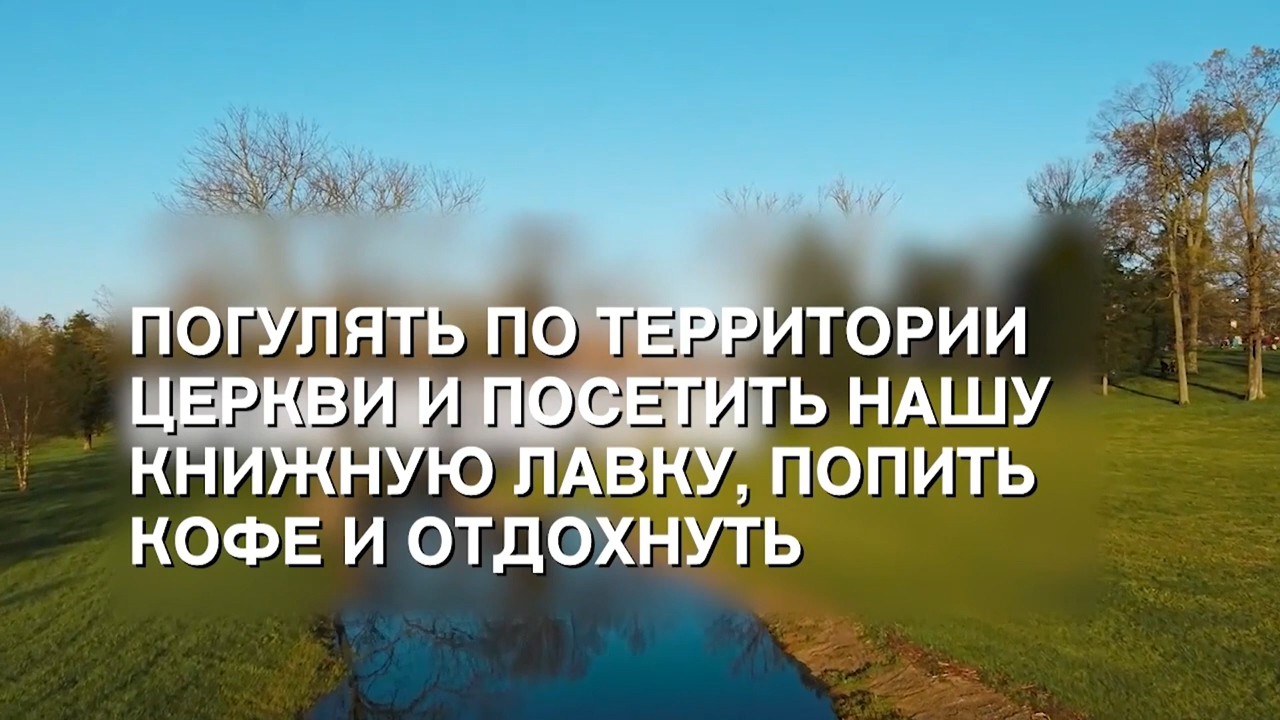 ПОГУЛЯТЬ ПО ТЕРРИТОРИИ
ЦЕРКВИ И ПОСЕТИТЬ НАШУ
КНИЖНУЮ ЛАВКУ, ПОПИТЬ
КОФЕ И ОТДОХНУТЬ